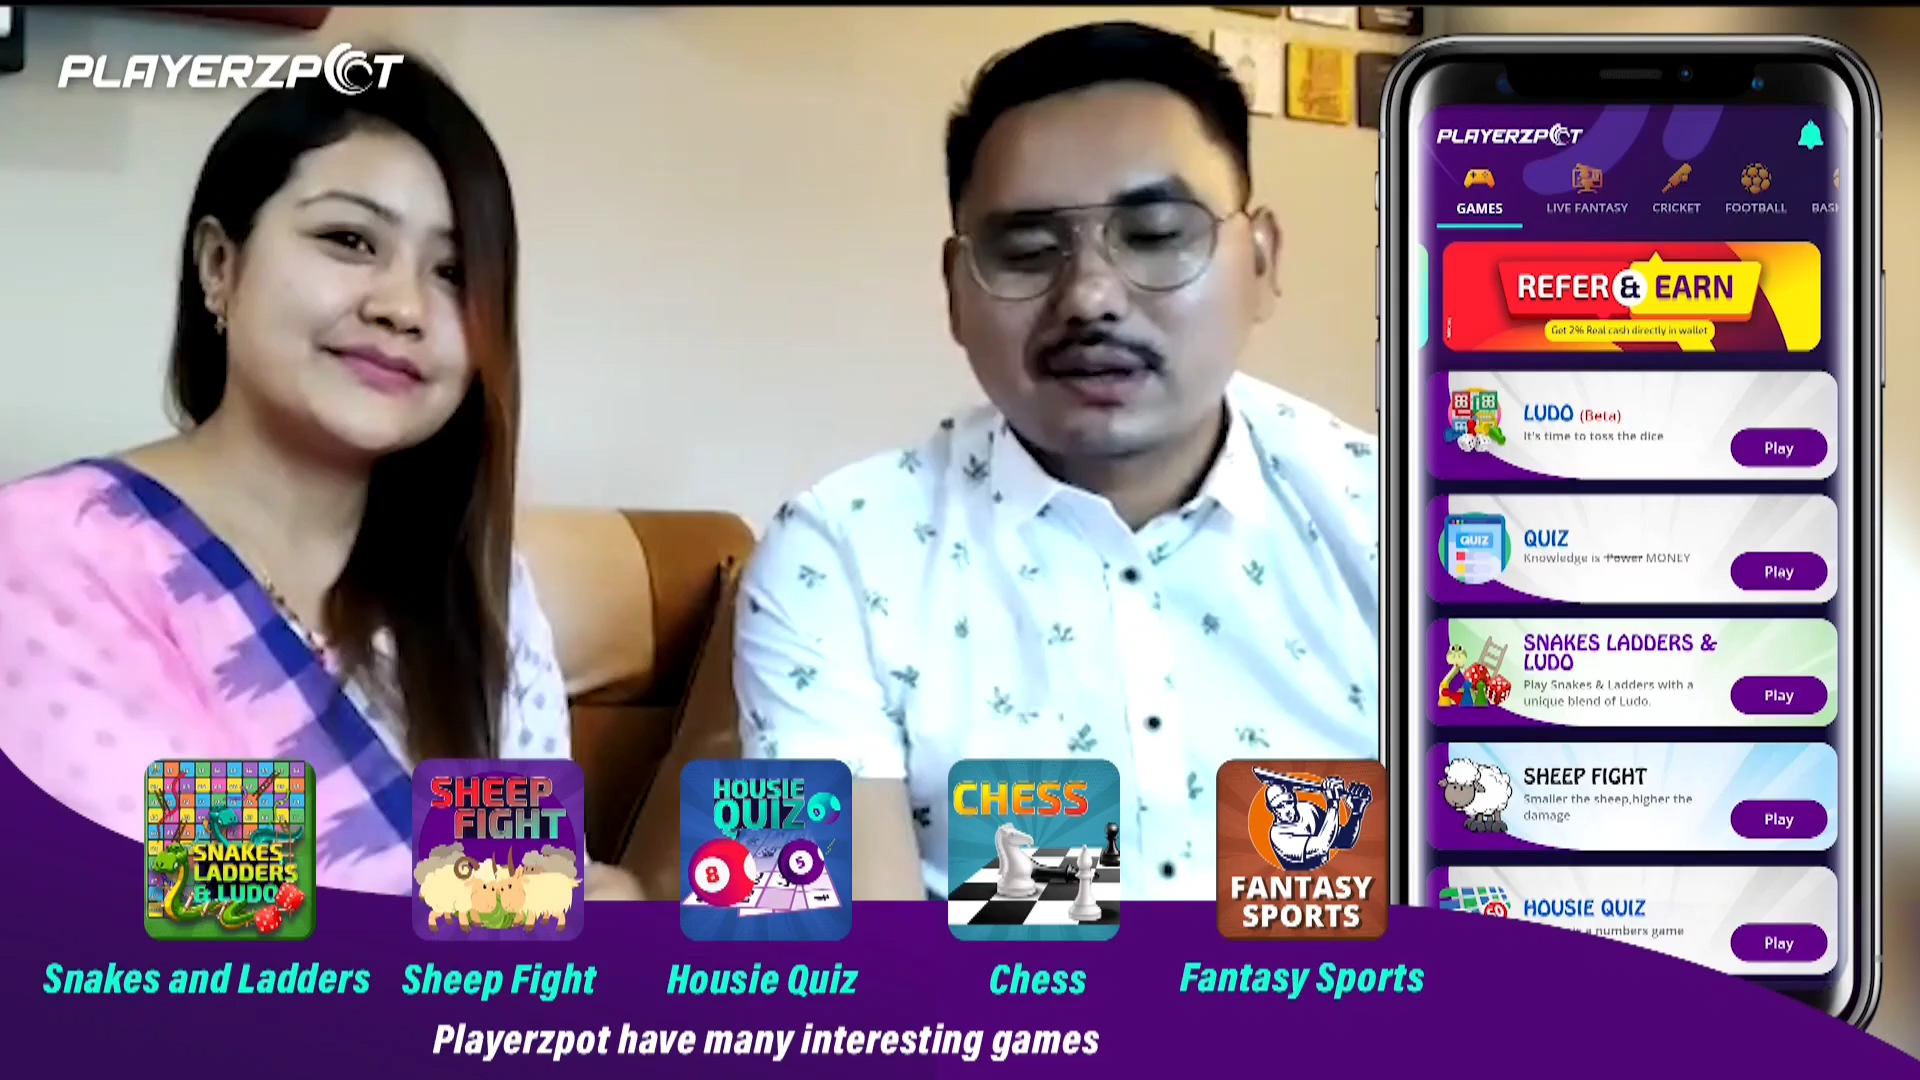 PLAYERZPOT
PLAYERZPOT
GAMES
LIVE FANTASY
CRICKET
FOOTBALL
REFER & EARN
Get 2% Real cash directly in wallet
LUDO (Beta)
It's time to toss the dice
Play
QUIZ
QUIZ
Knowledge is Power MONEY
Play
SNAKES LADDERS &
LUDO
Play Snakes & Ladders with a
unique blend of Ludo.
Play
SHEEP FIGHT
Smaller the sheep,higher the
damage
Play
HOUSIE QUIZ
a numbers game
Play
SNAKES
LADDERS
& LUDO
SHEEP
FIGHT
HOUSIE
QUIZ
8
5
CHESS
FANTASY
SPORTS
Snakes and Ladders
Sheep Fight
Housie Quiz
Chess
Fantasy Sports
Playerzpot have many interesting games